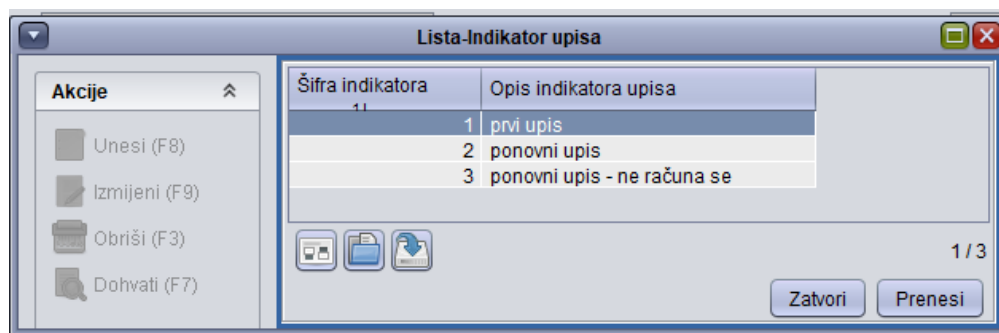 Lista-Indikator upisa
Akcije
Unesi (F8)
Izmijeni (F9)
Obriši (F3)
Dohvati (F7)
Šifra indikatora Opis indikatora upisa
1 prvi upis
2 ponovni upis
3 ponovni upis - ne računa se
1 / 3
Zatvori Prenesi